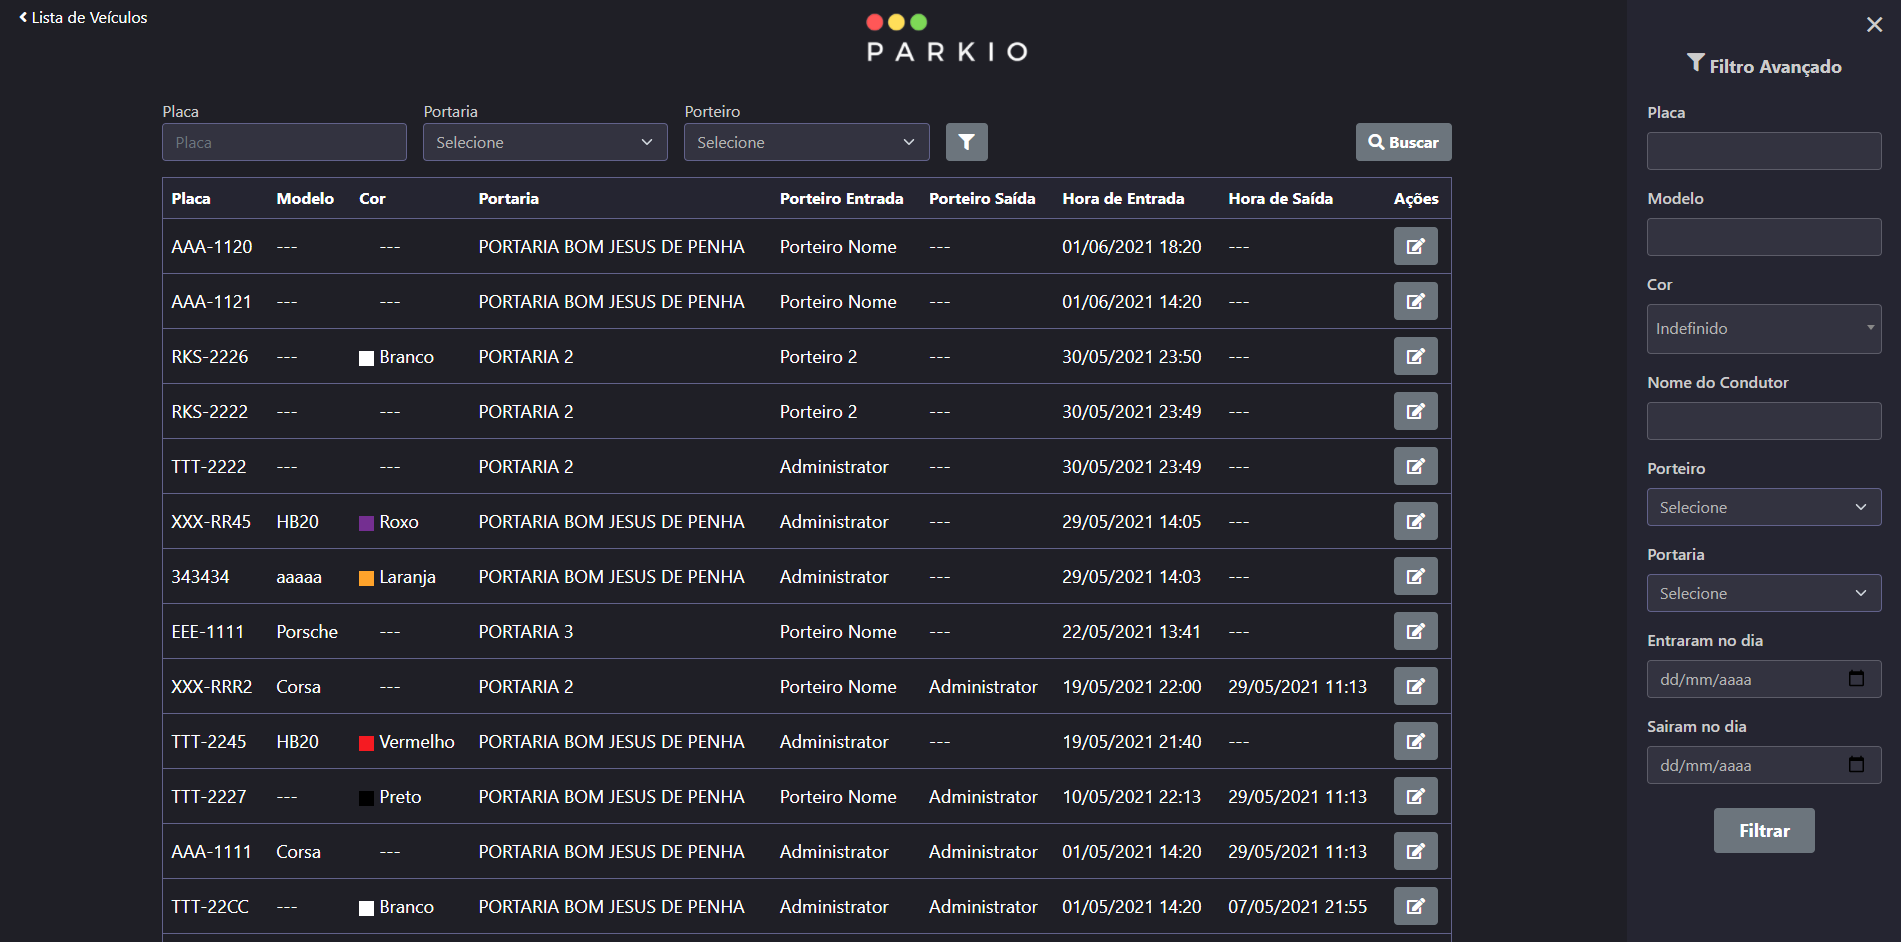 Lista de Veículos
PARKIO
Placa Portaria Porteiro
Placa Selecione Selecione Buscar
Placa Modelo Cor Portaria Porteiro Entrada Porteiro Saída Hora de Entrada Hora de Saída Ações
AAA-1120 --- --- PORTARIA BOM JESUS DE PENHA Porteiro Nome --- 01/06/2021 18:20 ---
AAA-1121 --- --- PORTARIA BOM JESUS DE PENHA Porteiro Nome --- 01/06/2021 14:20 ---
RKS-2226 --- Branco PORTARIA 2 Porteiro 2 --- 30/05/2021 23:50 ---
RKS-2222 --- --- PORTARIA 2 Porteiro 2 --- 30/05/2021 23:49 ---
TTT-2222 --- --- PORTARIA 2 Administrator --- 30/05/2021 23:49 ---
XXX-RR45 HB20 Roxo PORTARIA BOM JESUS DE PENHA Administrator --- 29/05/2021 14:05 ---
343434 aaaaa Laranja PORTARIA BOM JESUS DE PENHA Administrator --- 29/05/2021 14:03 ---
EEE-1111 Porsche --- PORTARIA 3 Porteiro Nome --- 22/05/2021 13:41 ---
XXX-RRR2 Corsa --- PORTARIA 2 Porteiro Nome Administrator 19/05/2021 22:00 29/05/2021 11:13
TTT-2245 HB20 Vermelho PORTARIA BOM JESUS DE PENHA Administrator --- 19/05/2021 21:40 ---
TTT-2227 --- Preto PORTARIA BOM JESUS DE PENHA Porteiro Nome Administrator 10/05/2021 22:13 29/05/2021 11:13
AAA-1111 Corsa --- PORTARIA BOM JESUS DE PENHA Administrator Administrator 01/05/2021 14:20 29/05/2021 11:13
TTT-22CC --- Branco PORTARIA BOM JESUS DE PENHA Administrator Administrator 01/05/2021 14:20 07/05/2021 21:55
Filtro Avançado
Placa
Modelo
Cor
Indefinido
Nome do Condutor
Porteiro
Selecione
Portaria
Selecione
Entraram no dia
dd/mm/aaaa
Sairam no dia
dd/mm/aaaa
Filtrar